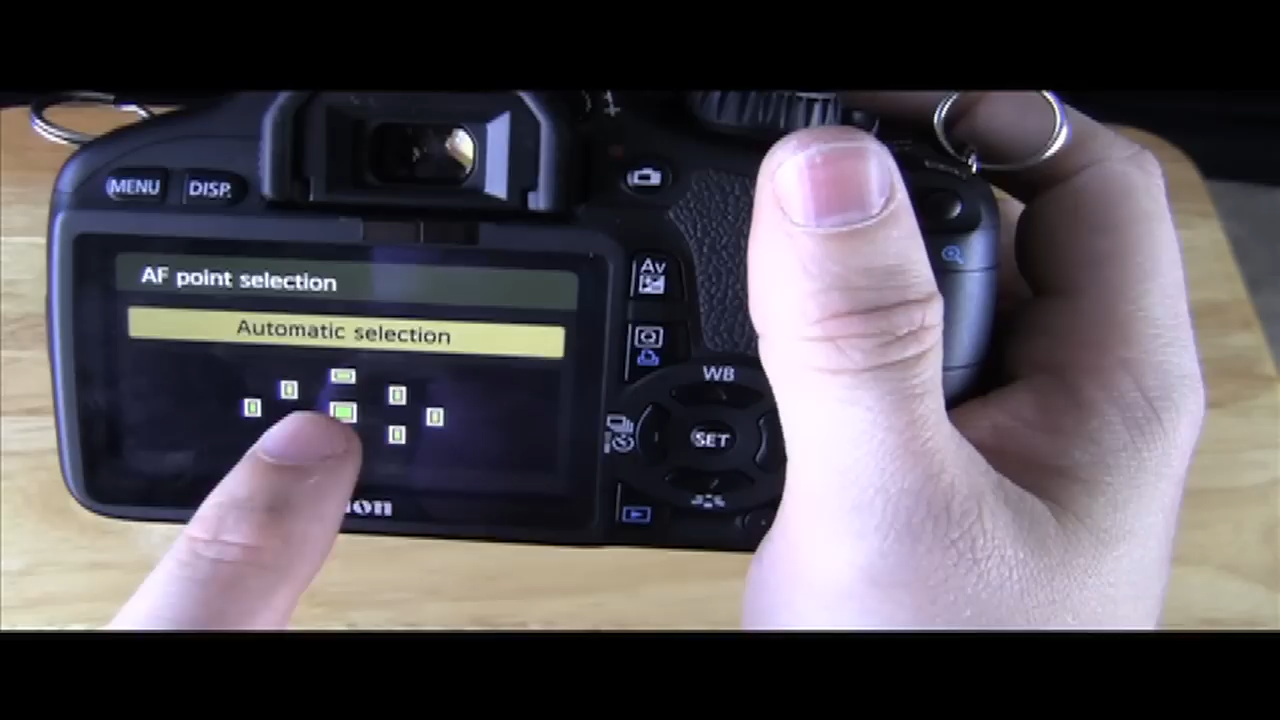 MENU
DISP.
AF point selection
Automatic selection
Av
Q
WB
SET